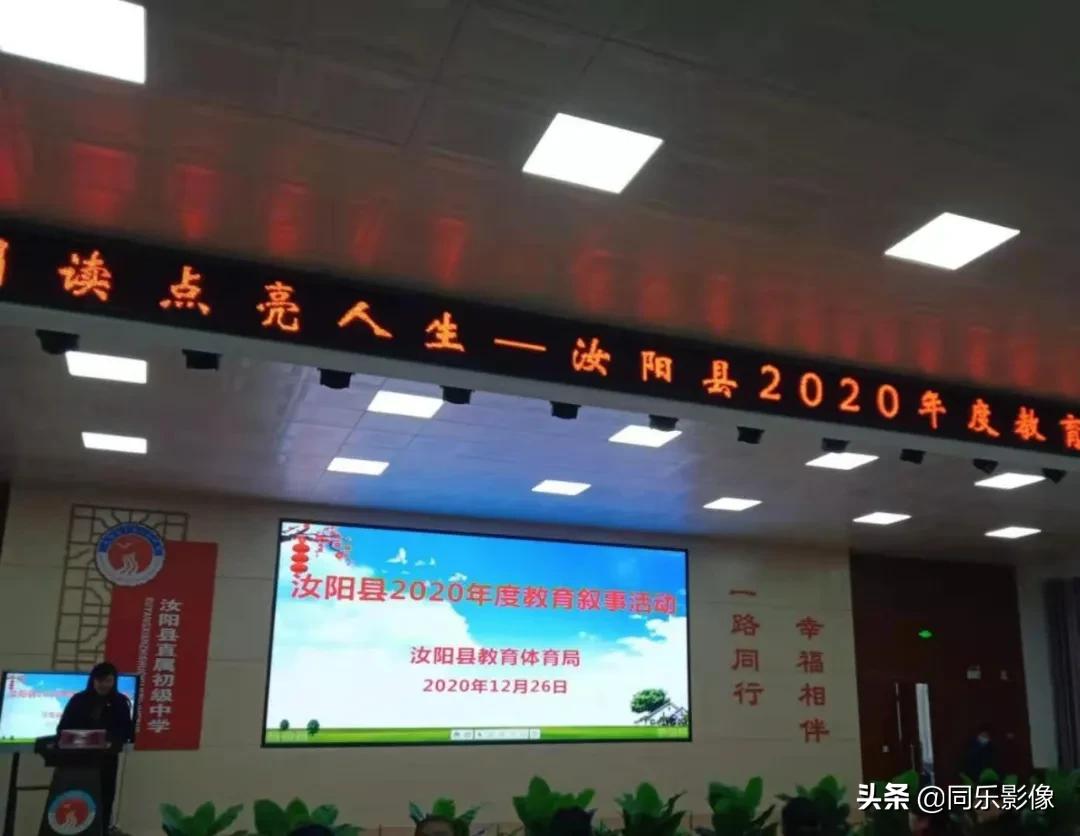 读点亮人生—汝阳县2020年度教育
汝阳县2020年度教育叙事活动
汝阳县教育体育局
2020年12月26日
汝阳县直属初级中学
一路同行
幸福相伴
头条 @同乐影像